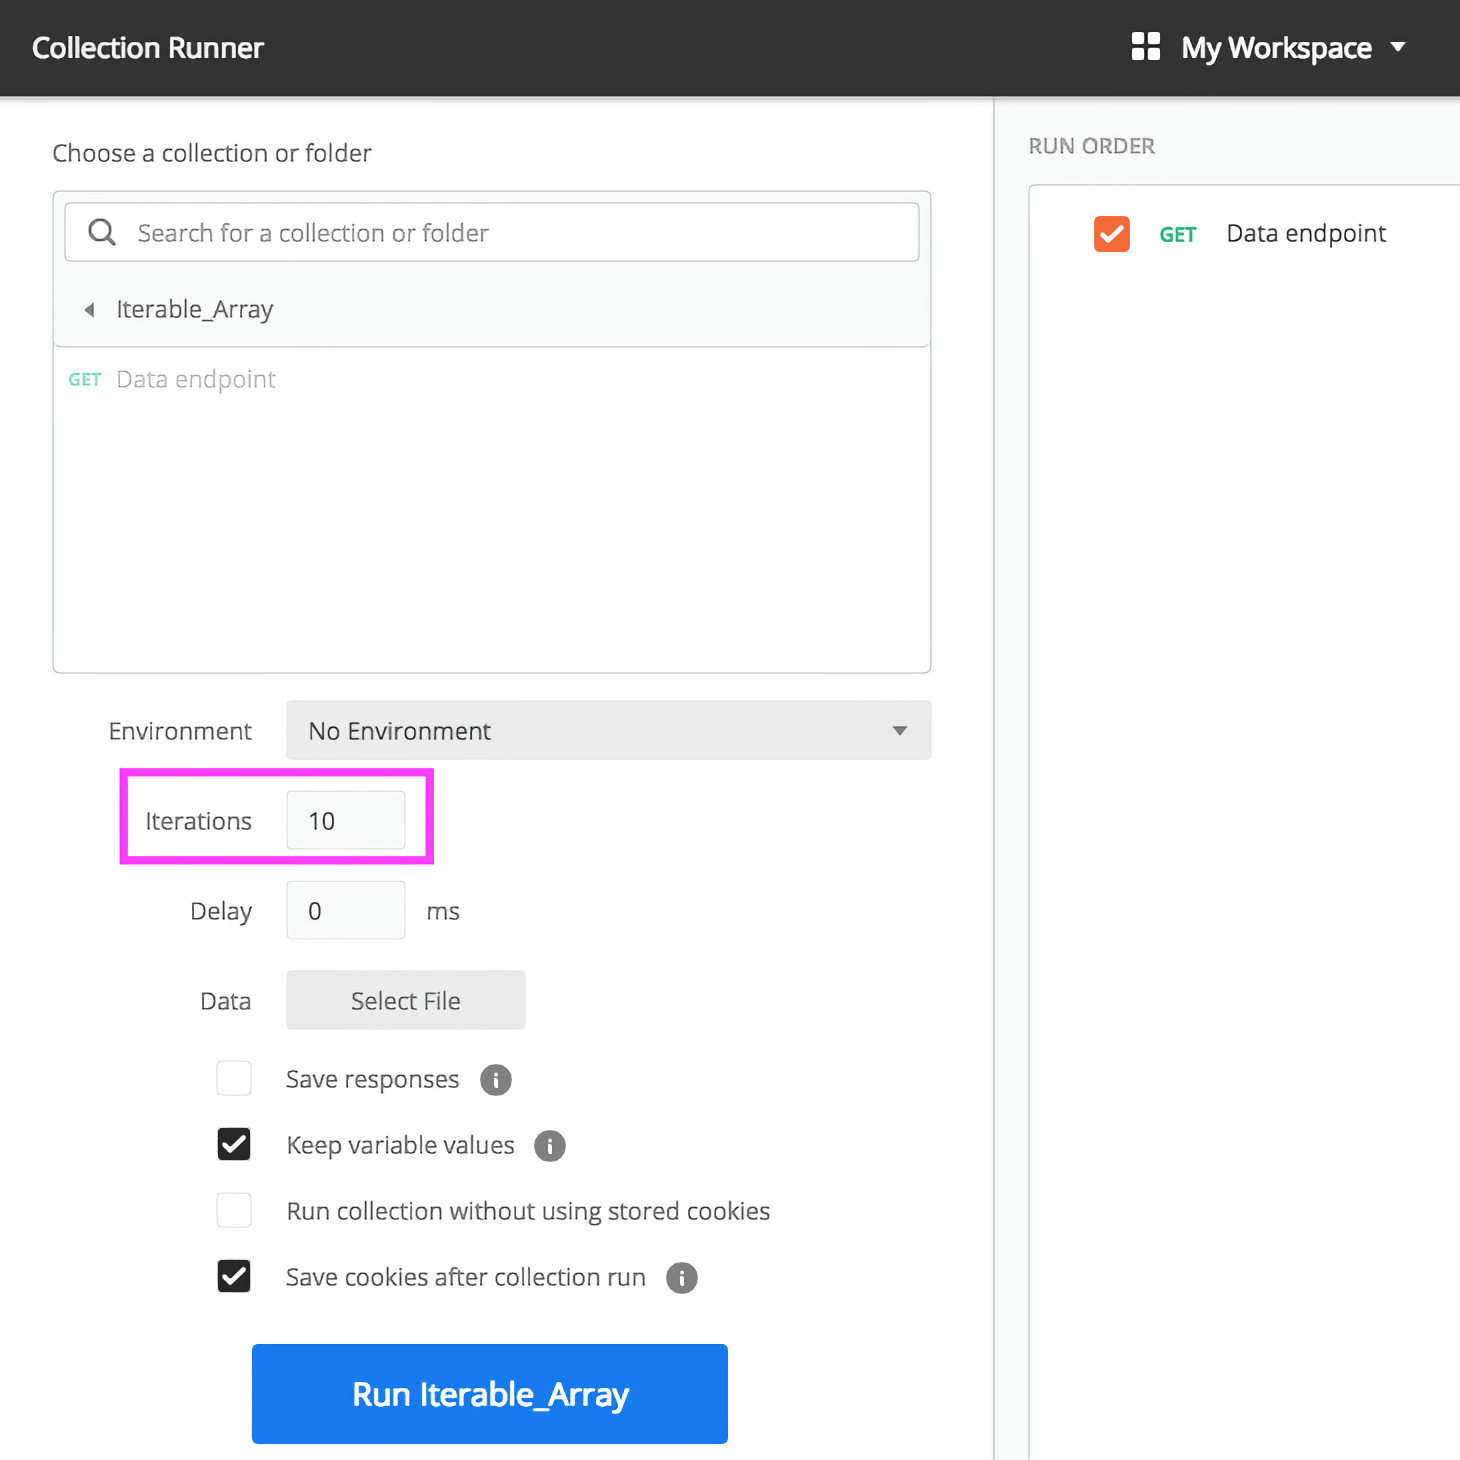 Collection Runner
My Workspace
Choose a collection or folder
Search for a collection or folder
Iterable_Array
GET Data endpoint
Environment No Environment
Iterations 10
Delay 0 ms
Data Select File
Save responses
Keep variable values
Run collection without using stored cookies
Save cookies after collection run
Run Iterable_Array
RUN ORDER
GET Data endpoint